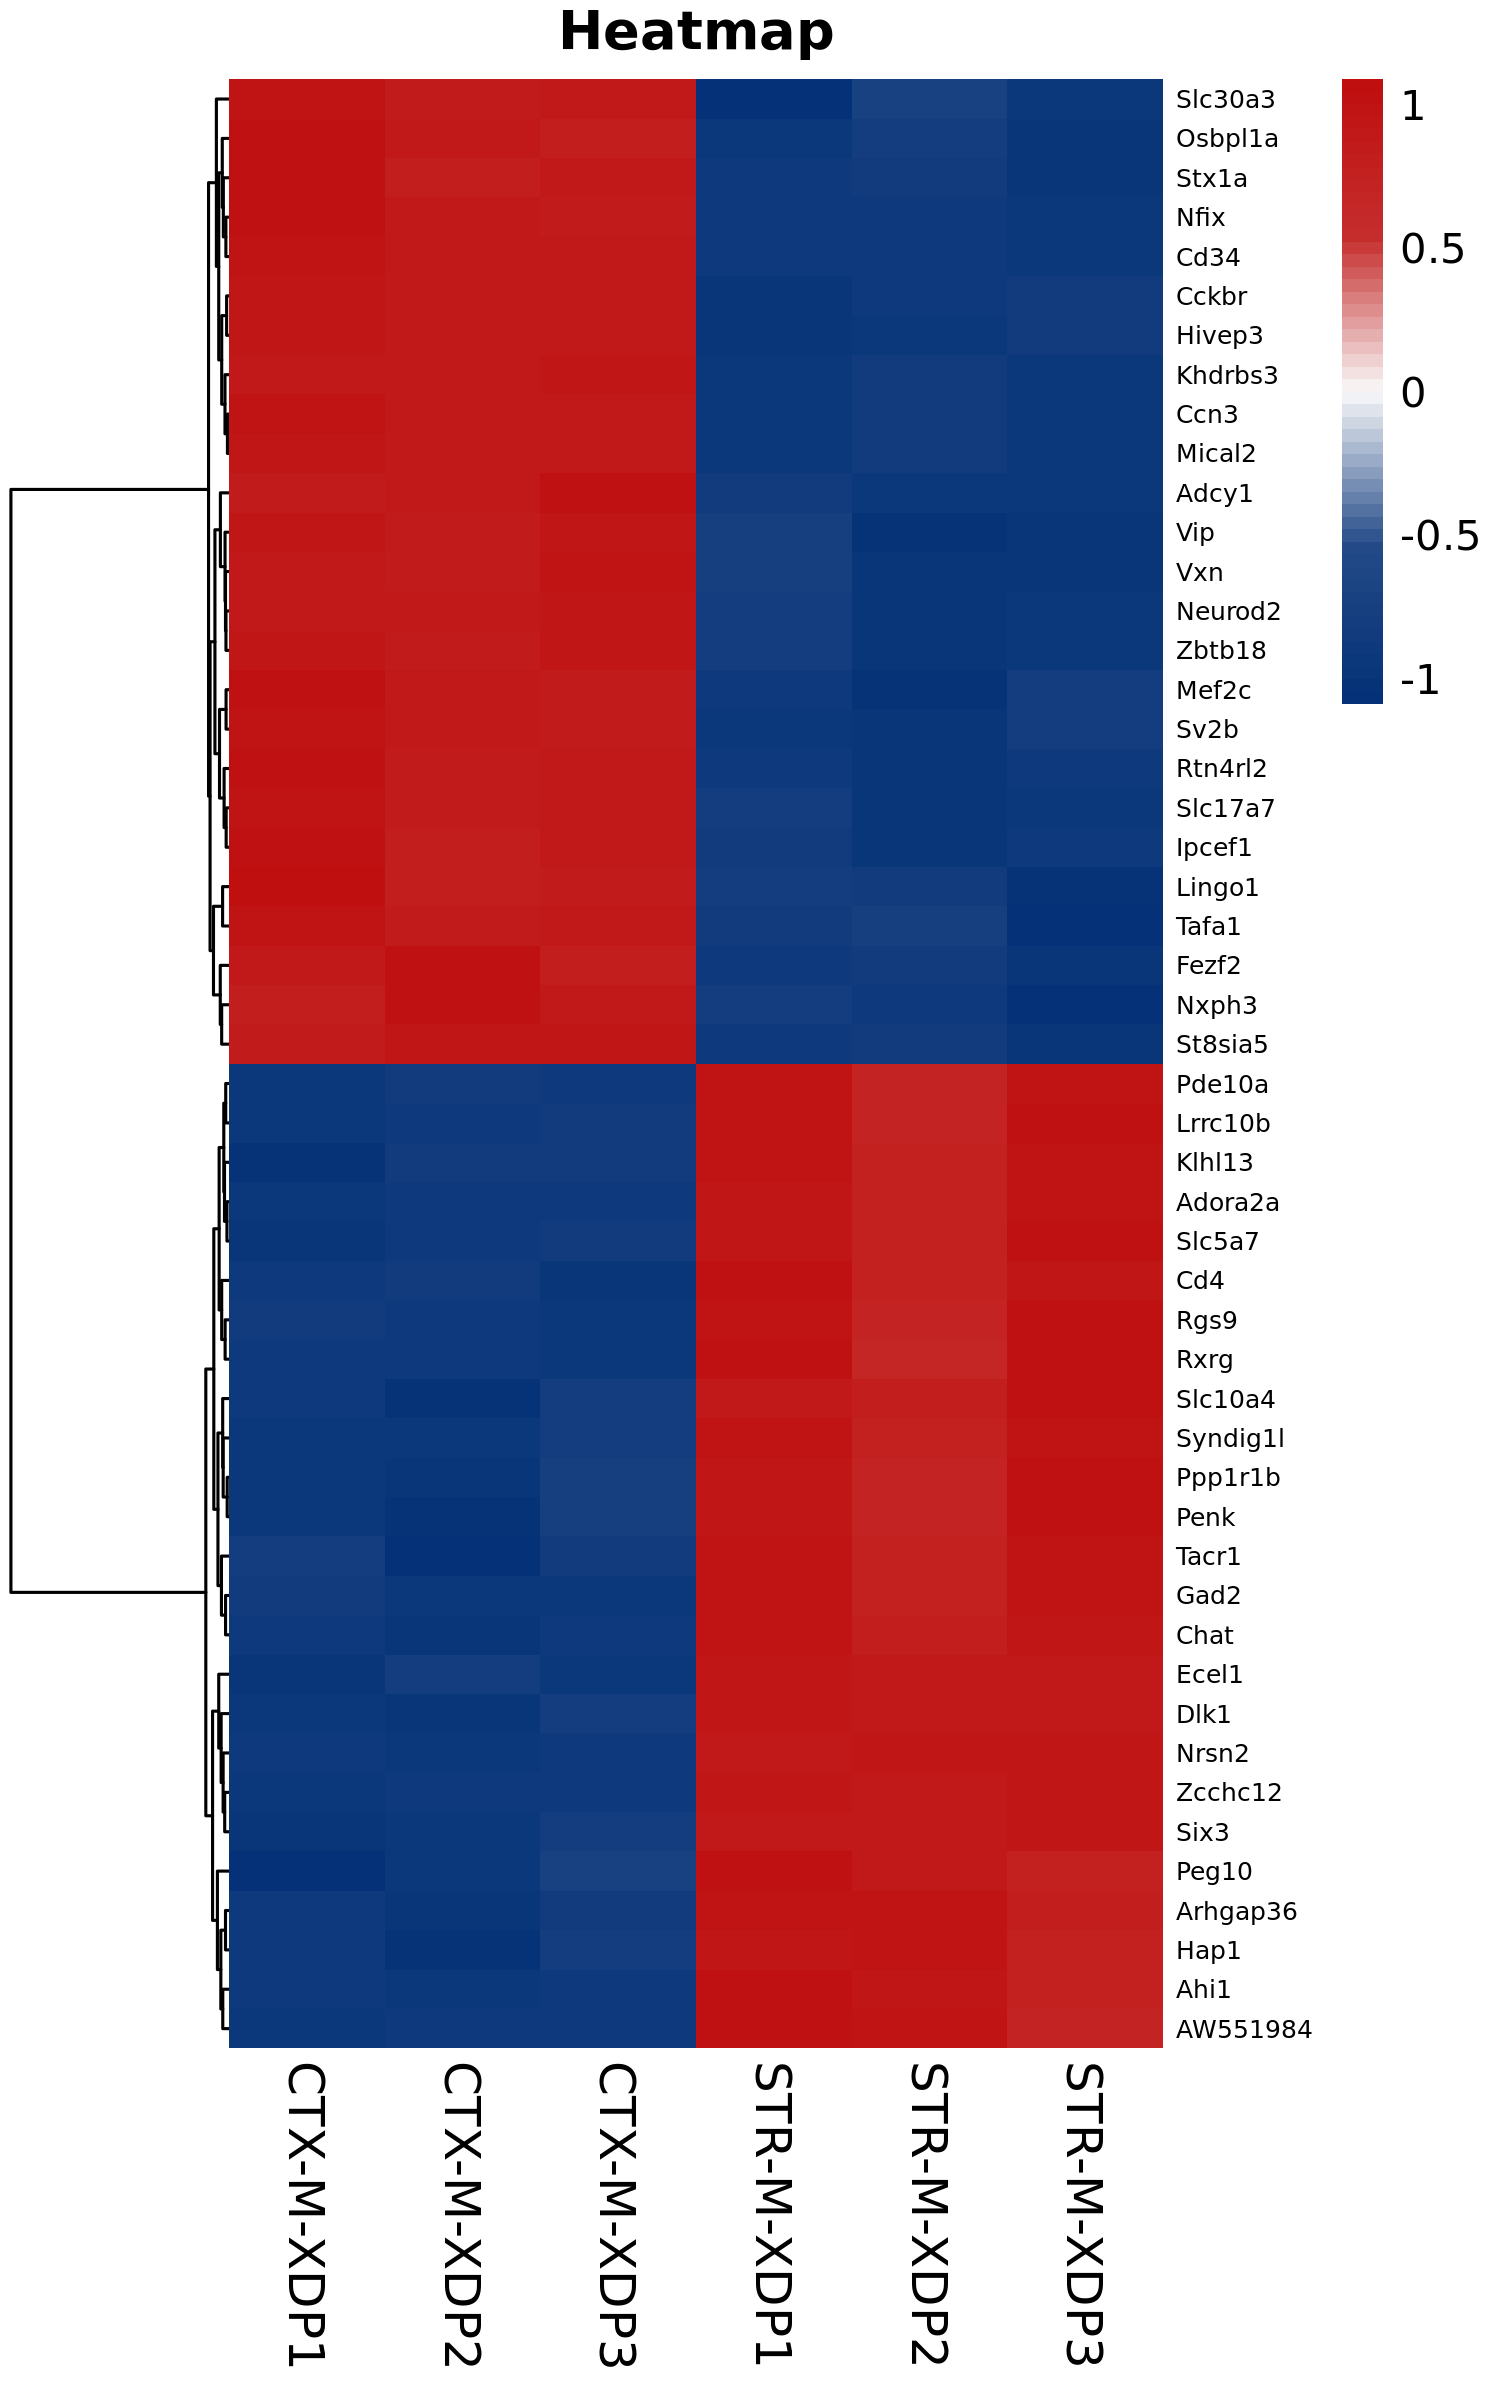 Heatmap
Slc30a3
Osbpl1a
Stx1a
Nfix
Cd34
Cckbr
Hivep3
Khdrbs3
Ccn3
Mical2
Adcy1
Vip
Vxn
Neurod2
Zbtb18
Mef2c
Sv2b
Rtn4rl2
Slc17a7
Ipcef1
Lingo1
Tafa1
Fezf2
Nxph3
St8sia5
Pde10a
Lrrc10b
Klhl13
Adora2a
Slc5a7
Cd4
Rgs9
Rxrg
Slc10a4
Syndig1l
Ppp1r1b
Penk
Tacr1
Gad2
Chat
Ecel1
Dlk1
Nrsn2
Zcchc12
Six3
Peg10
Arhgap36
Hap1
Ahi1
AW551984
1
0.5
0
-0.5
-1
CTX-M-XDP1
CTX-M-XDP2
CTX-M-XDP3
STR-M-XDP1
STR-M-XDP2
STR-M-XDP3